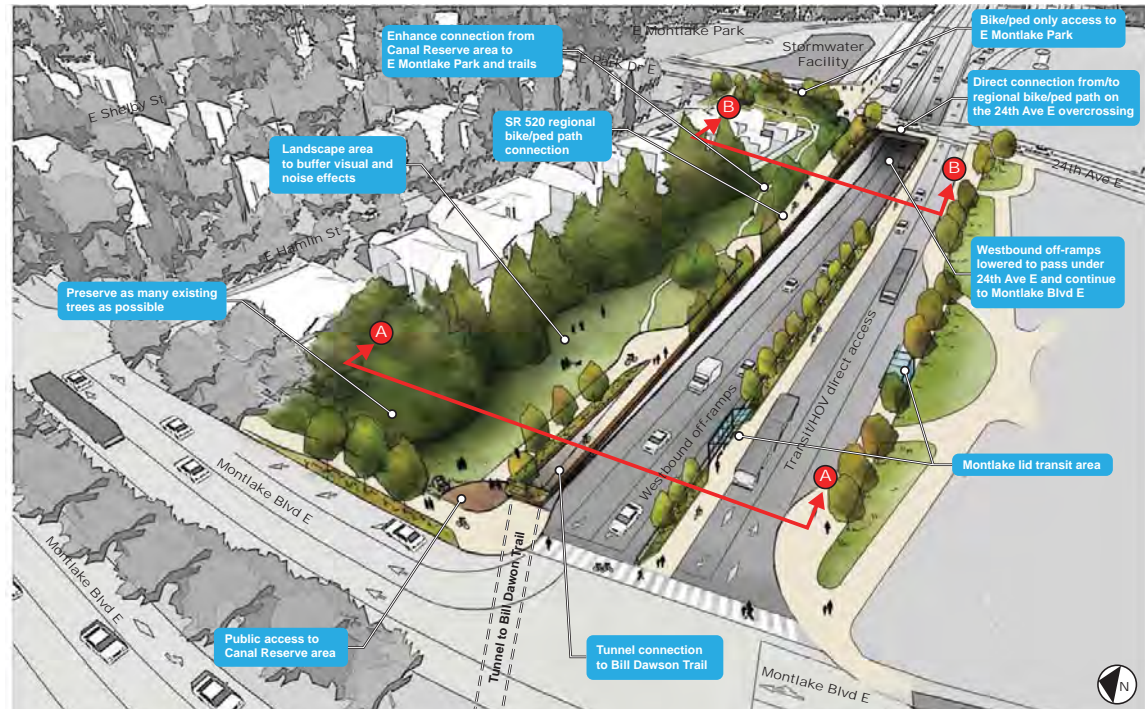 Enhance connection from
Canal Reserve area to
E Montlake Park and trails
E Montlake Park
E Park Dr E
Stormwater
Facility
Bike/ped only access to
E Montlake Park
Direct connection from/to
regional bike/ped path on
the 24th Ave E overcrossing
SR 520 regional
bike/ped path
connection
E Shelby St
Landscape area
to buffer visual and
noise effects
B
B
24th Ave E
E Hamlin St
Westbound off-ramps
lowered to pass under
24th Ave E and continue
to Montlake Blvd E
Preserve as many existing
trees as possible
A
Transit/HOV direct access
Westbound off-ramps
Montlake lid transit area
A
Montlake Blvd E
Montlake Blvd E
Tunnel to Bill Dawon Trail
Public access to
Canal Reserve area
Tunnel connection
to Bill Dawson Trail
Montlake Blvd E
N